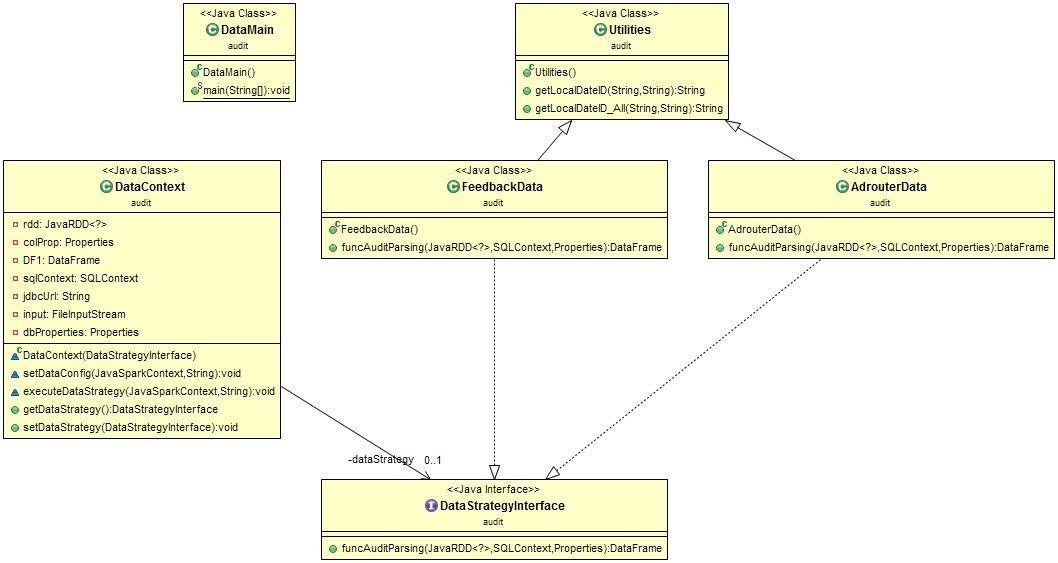 <<Java Class>>
DataMain
audit
DataMain()
main(String[]):void
<<Java Class>>
Utilities
audit
Utilities()
getLocalDateID(String,String):String
getLocalDateID_All(String,String):String
<<Java Class>>
DataContext
audit
rdd: JavaRDD<?>
colProp: Properties
DF1: DataFrame
sqlContext: SQLContext
jdbcUrl: String
input: FileInputStream
dbProperties: Properties
DataContext(DataStrategyInterface)
setDataConfig(JavaSparkContext,String):void
executeDataStrategy(JavaSparkContext,String):void
getDataStrategy():DataStrategyInterface
setDataStrategy(DataStrategyInterface):void
<<Java Class>>
FeedbackData
audit
FeedbackData()
funcAuditParsing(JavaRDD<?>,SQLContext,Properties):DataFrame
<<Java Class>>
AdrouterData
audit
AdrouterData()
funcAuditParsing(JavaRDD<?>,SQLContext,Properties):DataFrame
-dataStrategy 0..1
<<Java Interface>>
DataStrategyInterface
audit
funcAuditParsing(JavaRDD<?>,SQLContext,Properties):DataFrame